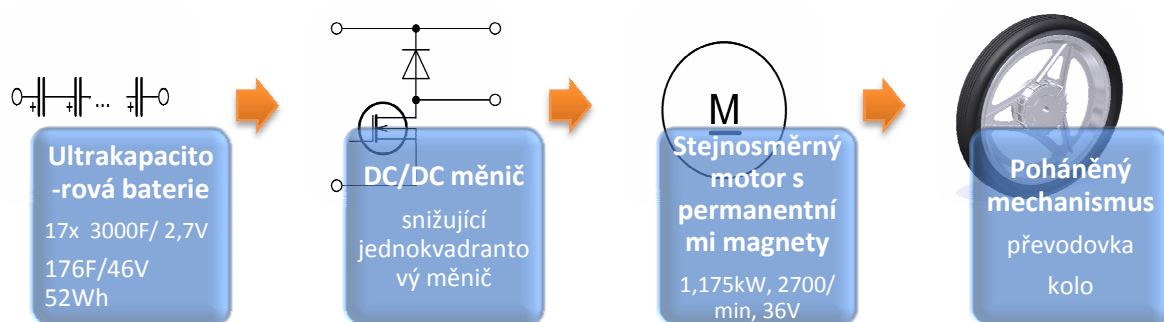 + + ... +
M
Ultrakapacito
-rová baterie
17x 3000F/ 2,7V
176F/46V
52Wh
DC/DC měnič
snižující
jednokvadranto
vý měnič
Stejnosměrný
motor s
permanentní
mi magnety
1,175kW, 2700/
min, 36V
Poháněný
mechanismus
převodovka
kolo